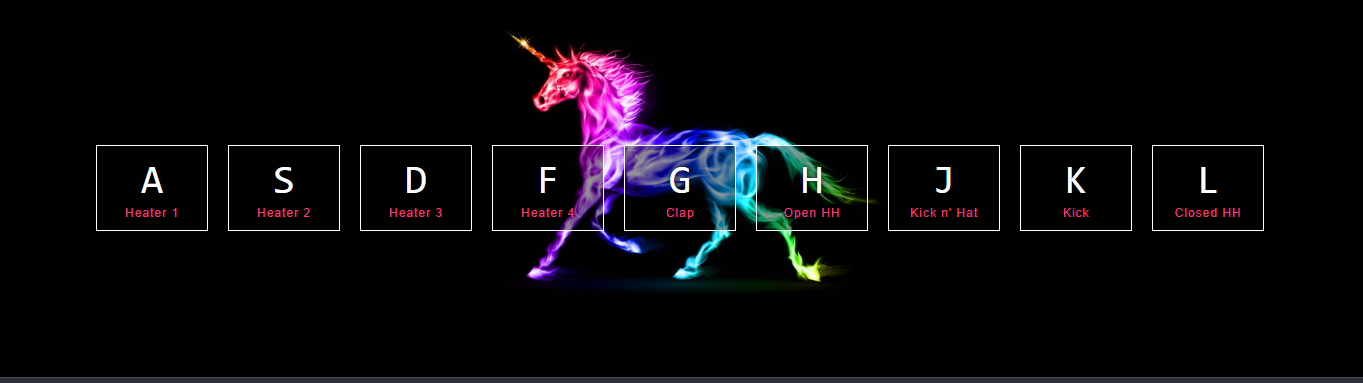 A S D F G H J K L
Heater 1 Heater 2 Heater 3 Heater 4 Clap Open HH Kick n' Hat Kick Closed HH